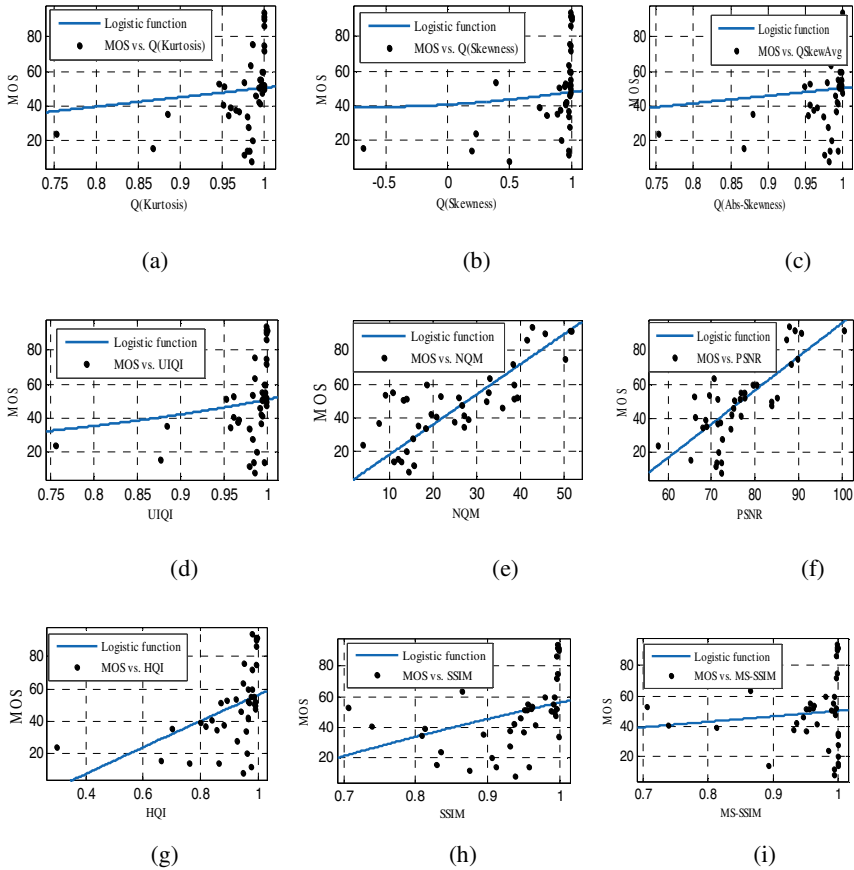 MOS
80
60
40
20
Logistic function
MOS vs. Q(Kurtosis)
0.75
0.8
0.85
0.9
0.95
1
Q(Kurtosis)
(a)
MOS
80
60
40
20
Logistic function
MOS vs. Q(Skewness)
-0.5
0
0.5
1
Q(Skewness)
(b)
MOS
80
60
40
20
Logistic function
MOS vs. QSkewAvg
0.75
0.8
0.85
0.9
0.95
1
Q(Abs-Skewness)
(c)
MOS
80
60
40
20
Logistic function
MOS vs. UIQI
0.75
0.8
0.85
0.9
0.95
1
UIQI
(d)
MOS
80
60
40
20
Logistic function
MOS vs. NQM
10
20
30
40
50
NQM
(e)
MOS
80
60
40
20
Logistic function
MOS vs. PSNR
60
70
80
90
100
PSNR
(f)
MOS
80
60
40
20
Logistic function
MOS vs. HQI
0.4
0.6
0.8
1
HQI
(g)
MOS
80
60
40
20
Logistic function
MOS vs. SSIM
0.7
0.8
0.9
1
SSIM
(h)
MOS
80
60
40
20
Logistic function
MOS vs. MS-SSIM
0.7
0.8
0.9
1
MS-SSIM
(i)